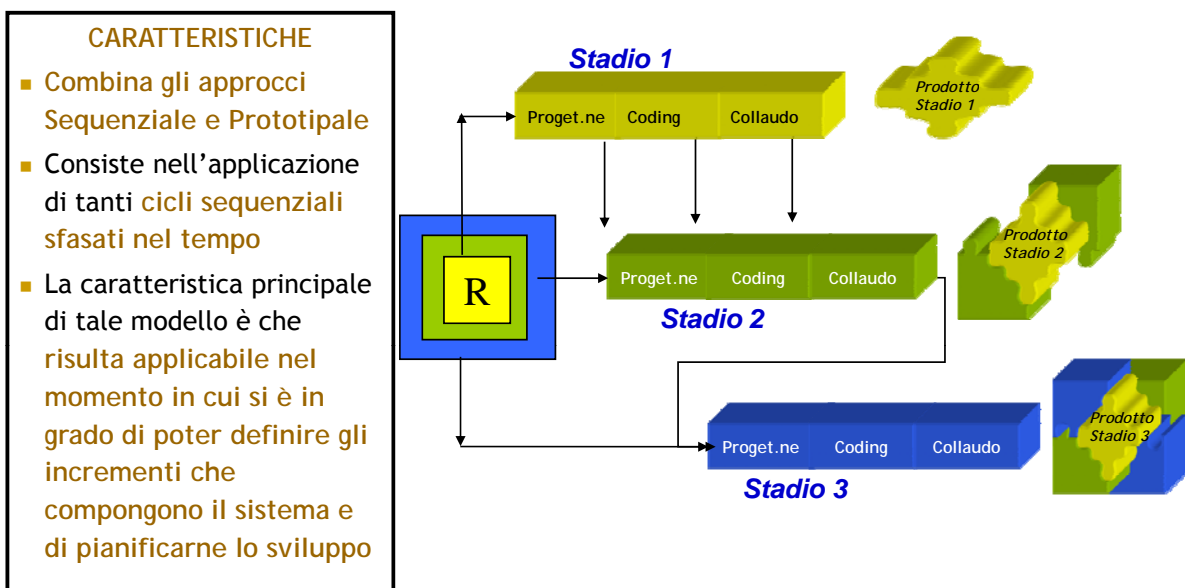 CARATTERISTICHE
▪ Combina gli approcci
Sequenziale e Prototipale
▪ Consiste nell’applicazione
di tanti cicli sequenziali
sfasati nel tempo
▪ La caratteristica principale
di tale modello è che
risulta applicabile nel
momento in cui si è in
grado di poter definire gli
incrementi che
compongono il sistema e
di pianificarne lo sviluppo
Stadio 1
Proget.ne Coding Collaudo
Prodotto
Stadio 1
R
Proget.ne Coding Collaudo
Stadio 2
Prodotto
Stadio 2
Proget.ne Coding Collaudo
Stadio 3
Prodotto
Stadio 3